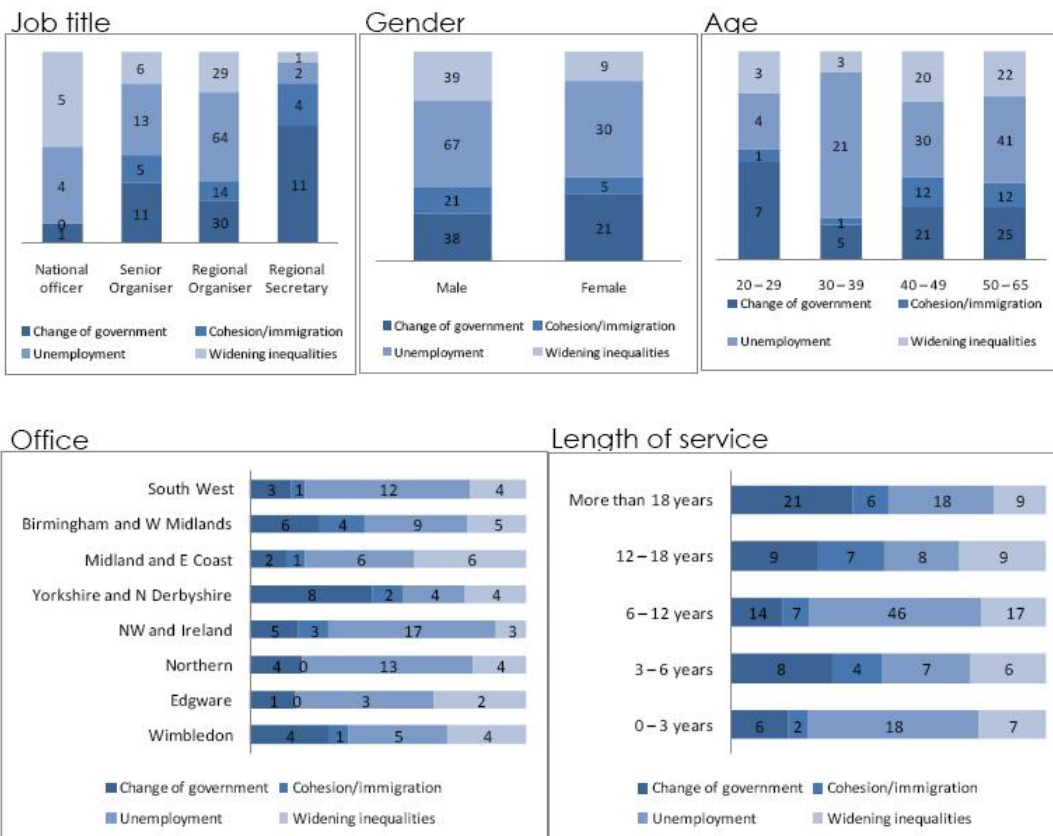 Job title
5
4
0
1
6
13
5
11
29
64
14
30
1
2
4
11
National
officer
Senior
Organiser
Regional
Organiser
Regional
Secretary
Change of government
Cohesion/immigration
Unemployment
Widening inequalities
Gender
39
67
21
38
9
30
5
21
Male
Female
Change of government
Cohesion/immigration
Unemployment
Widening inequalities
Age
3
4
1
7
3
21
1
5
20
30
12
21
22
41
12
25
20 – 29
30 – 39
40 – 49
50 – 65
Change of government
Cohesion/immigration
Unemployment
Widening inequalities
Office
South West 3 1 12 4
Birmingham and W Midlands 6 4 9 5
Midland and E Coast 2 1 6 6
Yorkshire and N Derbyshire 8 2 4 4
NW and Ireland 5 3 17 3
Northern 4 0 13 4
Edgware 1 0 3 2
Wimbledon 4 1 5 4
Change of government
Cohesion/immigration
Unemployment
Widening inequalities
Length of service
More than 18 years 21 6 18 9
12 – 18 years 9 7 8 9
6 – 12 years 14 7 46 17
3 – 6 years 8 4 7 6
0 – 3 years 6 2 18 7
Change of government
Cohesion/immigration
Unemployment
Widening inequalities